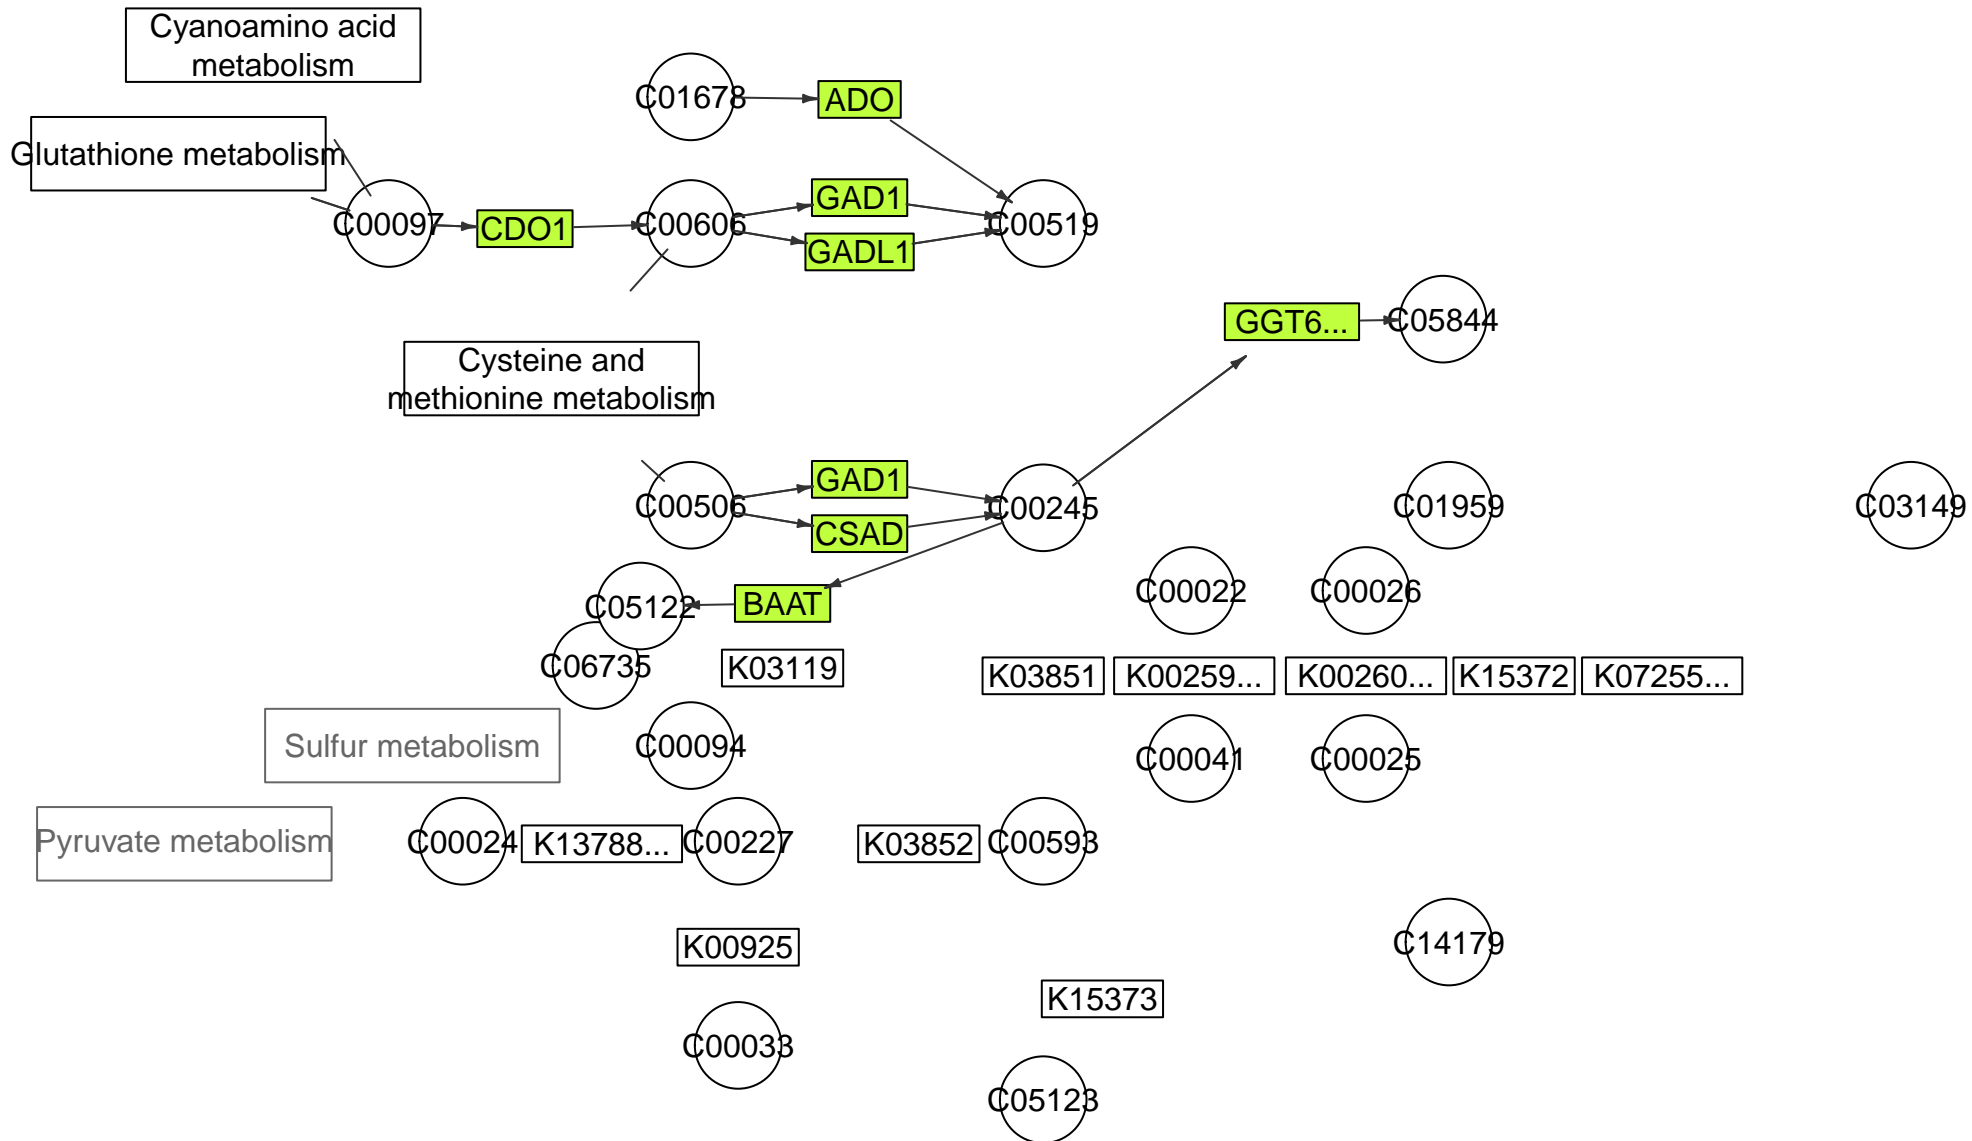 Cyanoamino acid
metabolism
C01678
ADO
Glutathione metabolism
GAD1
C00097
CDO1
C00606
C00519
GADL1
GGT6...
C05844
Cysteine and
methionine metabolism
GAD1
C00506
C00245
C01959
C03149
CSAD
C00022
C00026
BAAT
C05122
C06735
K03119
K03851
K00259...
K00260...
K15372
K07255...
Sulfur metabolism
C00094
C00041
C00025
Pyruvate metabolism
C00024
K13788...
C00227
K03852
C00593
K00925
C14179
K15373
C00033
C05123